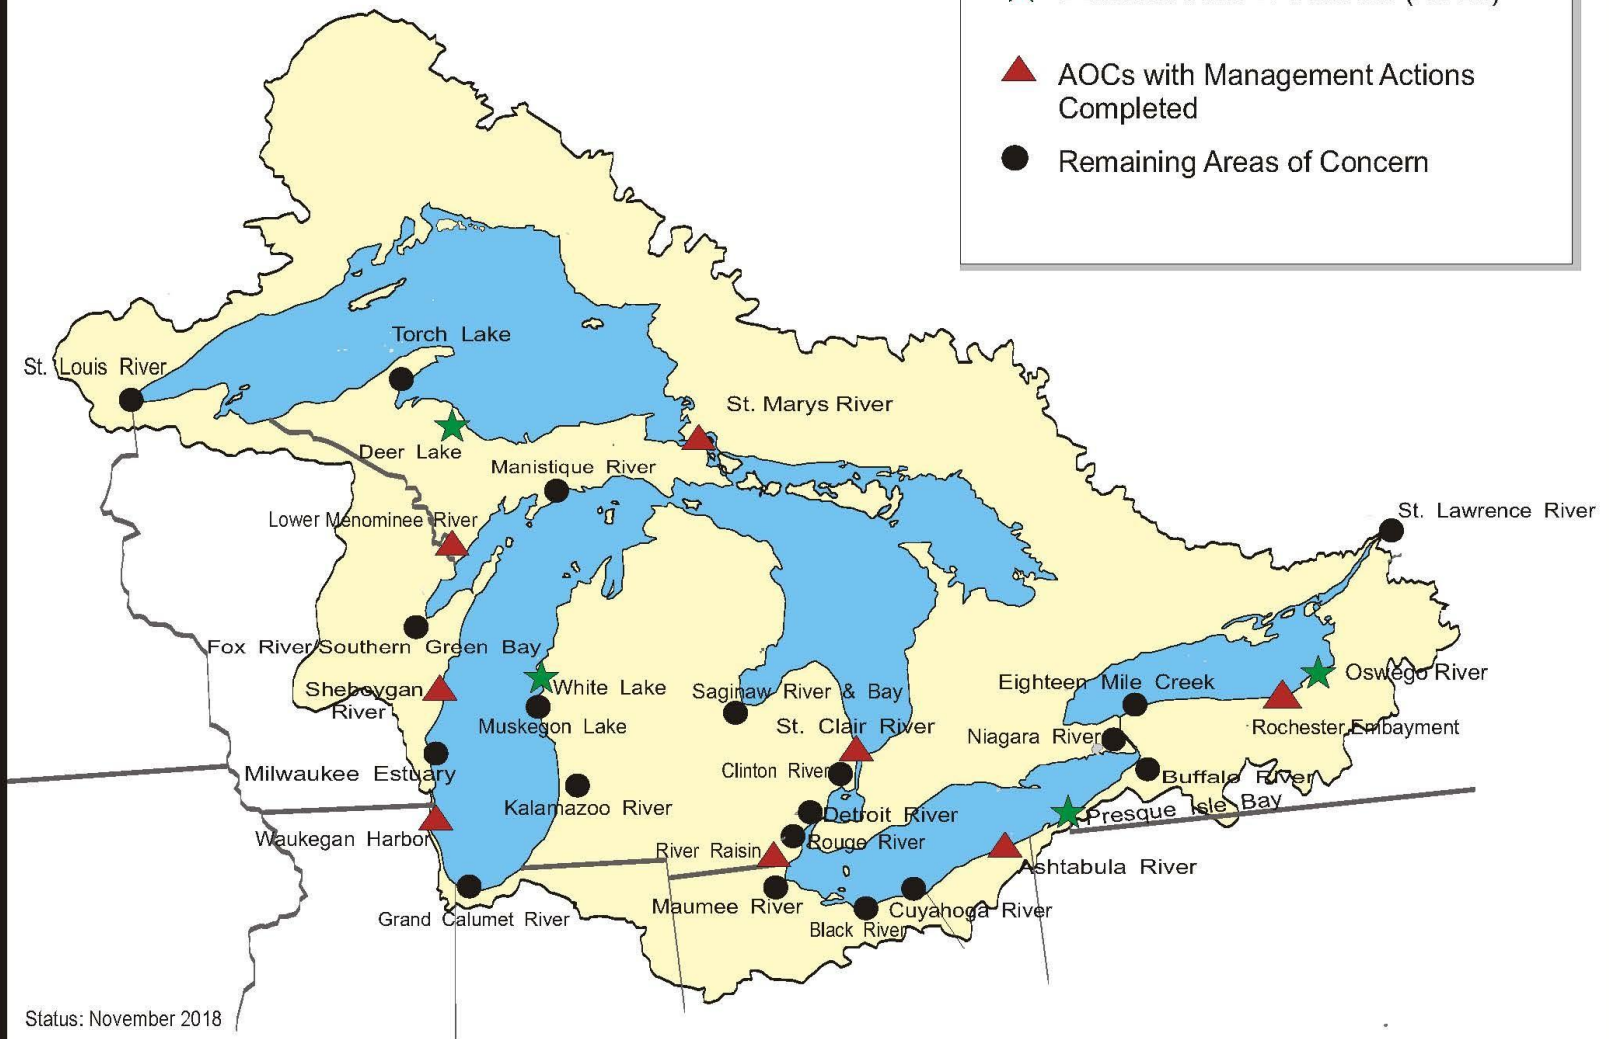 AOCs with Management Actions
Completed
Remaining Areas of Concern
Torch Lake
St. Louis River
St. Marys River
Deer Lake
Manistique River
St. Lawrence River
Lower Menominee River
Fox River/Southern Green Bay
Oswego River
Eighteen Mile Creek
Sheboygan
River
White Lake
Saginaw River & Bay
Muskegon Lake
St. Clair River
Rochester Embayment
Niagara River
Clinton River
Milwaukee Estuary
Buffalo River
Kalamazoo River
Presque Isle Bay
Detroit River
Waukegan Harbor
Rouge River
River Raisin
Ashtabula River
Maumee River
Cuyahoga River
Grand Calumet River
Black River
Status: November 2018